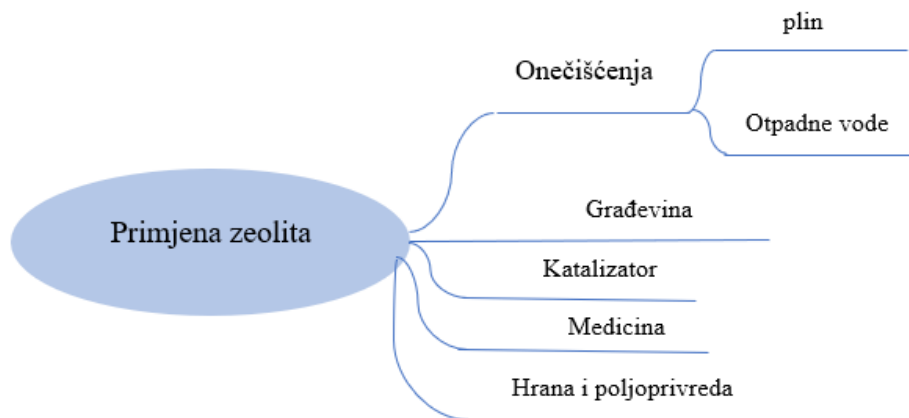 Primjena zeolita
Onečišćenja
plin
Otpadne vode
Građevina
Katalizator
Medicina
Hrana i poljoprivreda